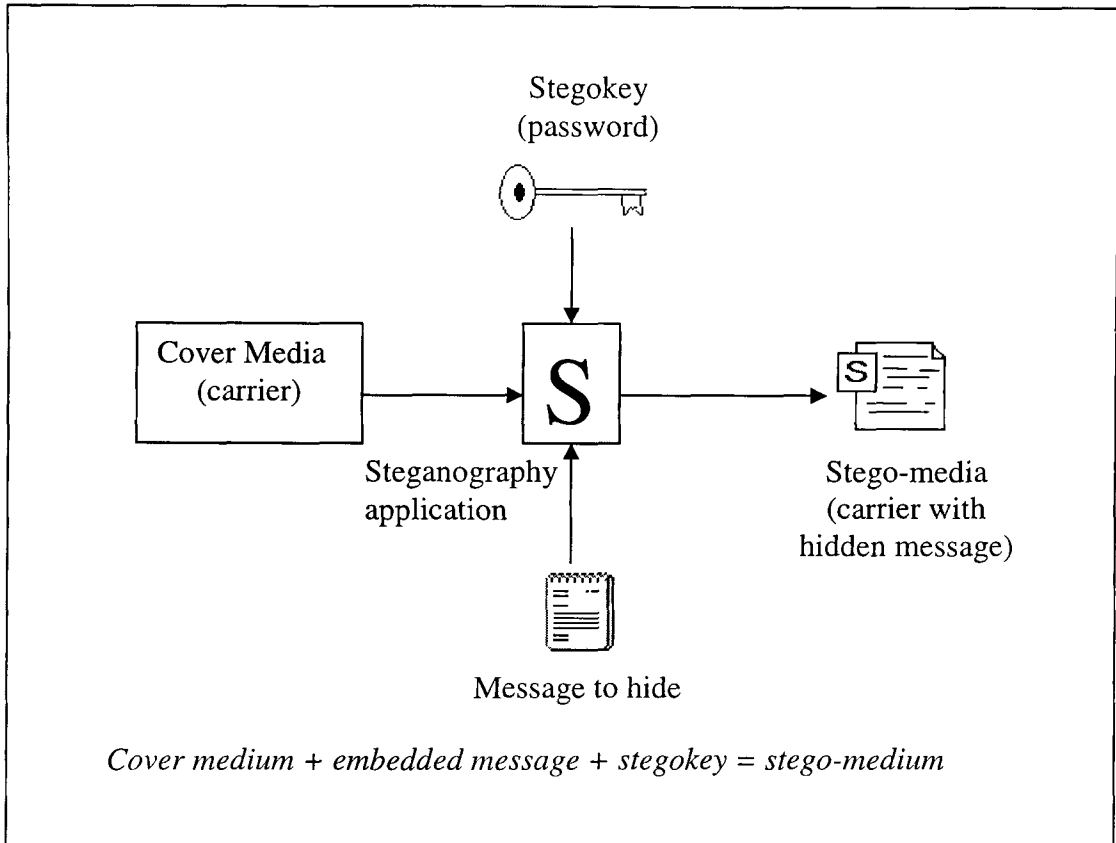 Stegokey
(password)
Cover Media
(carrier)
S
S
Steganography
application
Stego-media
(carrier with
hidden message)
Message to hide
Cover medium + embedded message + stegokey = stego-medium